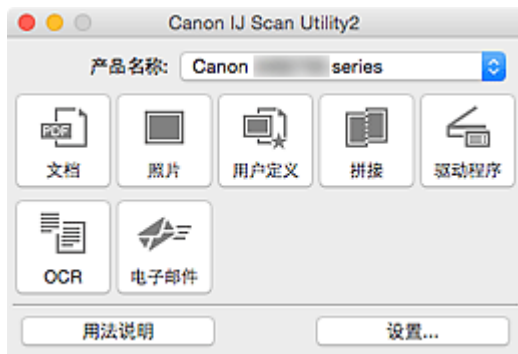 Canon IJ Scan Utility2
产品名称: Canon series
PDF
文档 照片 用户定义 拼接 驱动程序
OCR 电子邮件
用法说明 设置...